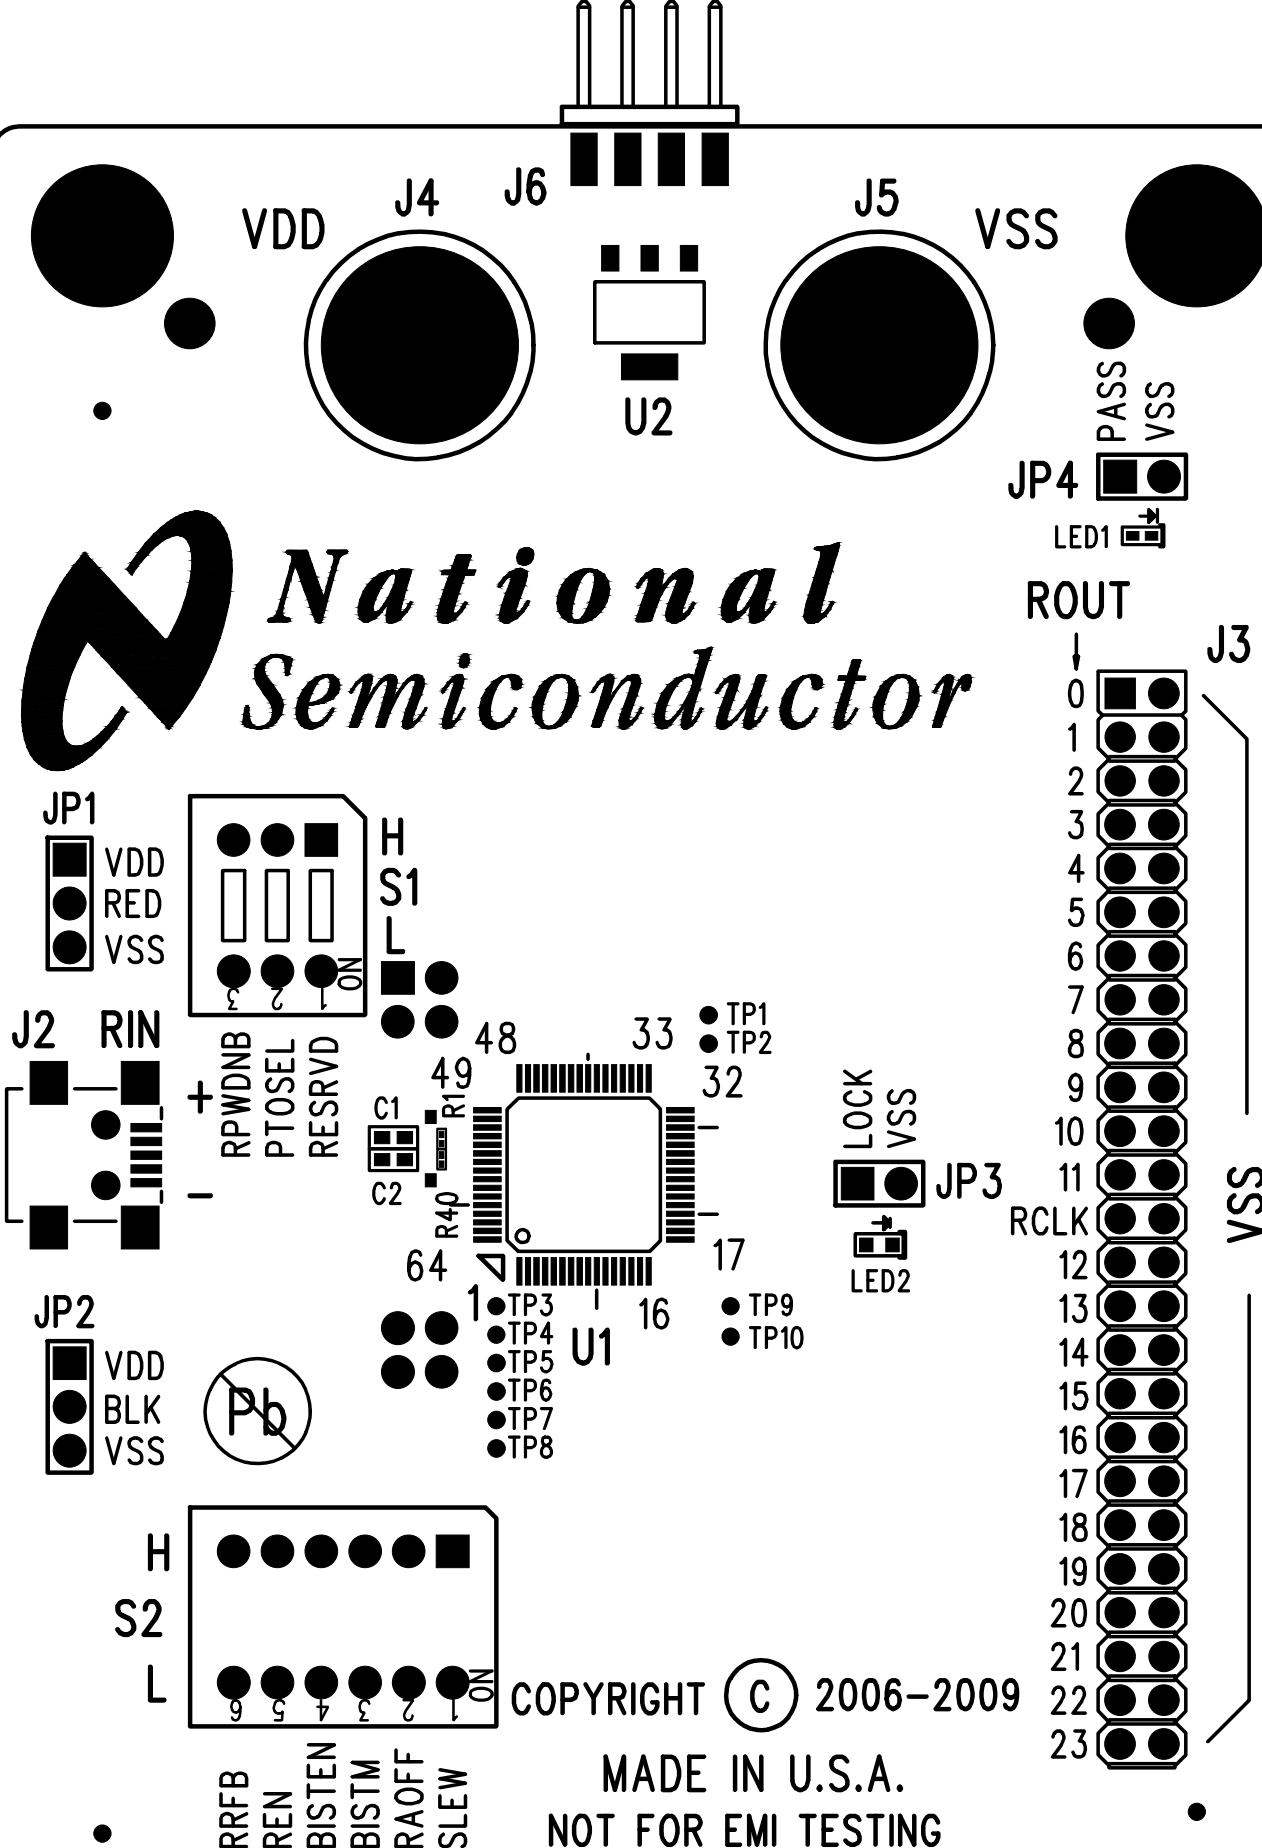 J6
J4
J5
VDD
VSS
U2
PASS
VSS
JP4
LED1
National
Semiconductor
ROUT
J3
0
1
2
3
4
5
6
7
8
9
10
11
RCLK
12
13
14
15
16
17
18
19
20
21
22
23
VSS
JP1
VDD
RED
VSS
H
S1
L
3
2
1
ON
RPWDNB
PTOSEL
RESRVD
J2
RIN
+
-
48
33
49
32
TP1
TP2
C1
C2
R1
R40
64
1
17
16
U1
TP3
TP4
TP5
TP6
TP7
TP8
TP9
TP10
LOCK
VSS
JP3
LED2
JP2
VDD
BLK
VSS
Pb
H
S2
L
6
5
4
3
2
1
ON
RRFB
REN
BISTEN
BISTM
RAOFF
SLEW
COPYRIGHT C 2006-2009
MADE IN U.S.A.
NOT FOR EMI TESTING